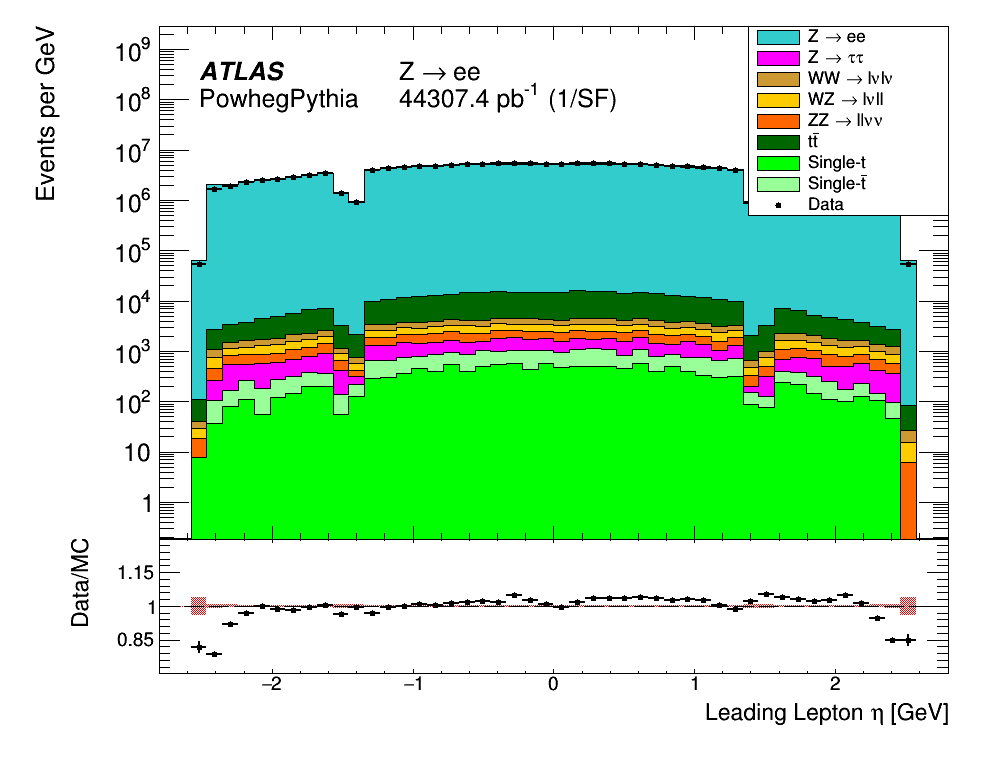 Events per GeV
10⁹
10⁸
10⁷
10⁶
10⁵
10⁴
10³
10²
10
1
ATLAS
PowhegPythia
Z → ee
44307.4 pb⁻¹ (1/SF)
Z → ee
Z → ττ
WW → lνlν
WZ → lνll
ZZ → llνν
tt̄
Single-t
Single-t̄
Data
Data/MC
1.15
1
0.85
−2
−1
0
1
2
Leading Lepton η [GeV]